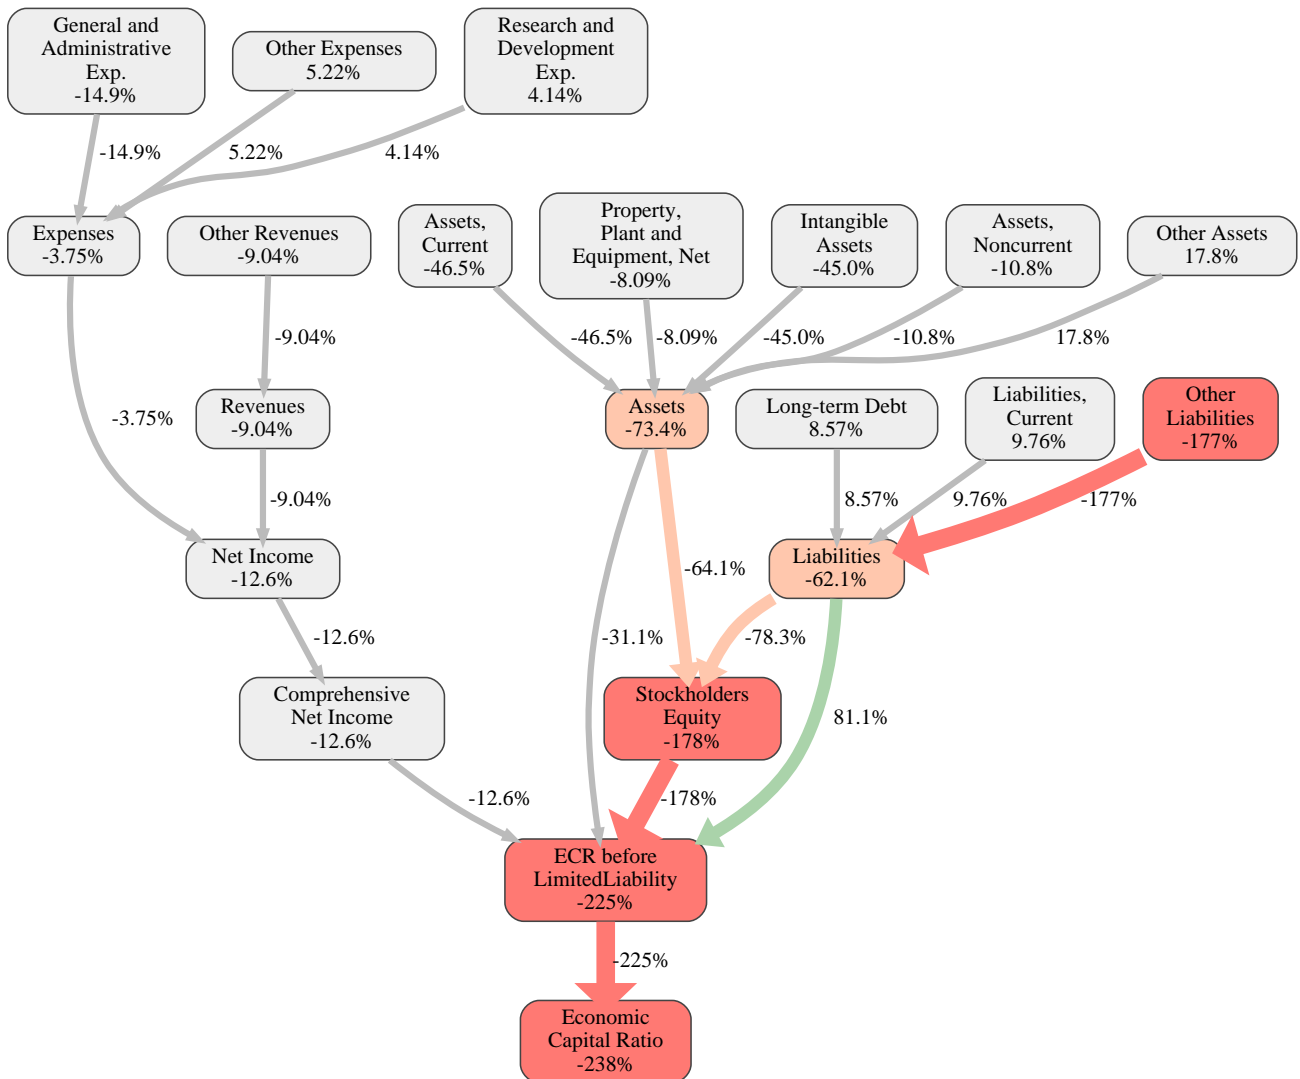 General and
Administrative
Exp.
-14.9%
Other Expenses
5.22%
Research and
Development
Exp.
4.14%
-14.9%
5.22%
4.14%
Expenses
-3.75%
Other Revenues
-9.04%
Assets,
Current
-46.5%
Property,
Plant and
Equipment, Net
-8.09%
Intangible
Assets
-45.0%
Assets,
Noncurrent
-10.8%
Other Assets
17.8%
-9.04%
-46.5%
-8.09%
-45.0%
-10.8%
17.8%
-3.75%
Revenues
-9.04%
Assets
-73.4%
Long-term Debt
8.57%
Liabilities,
Current
9.76%
Other
Liabilities
-177%
-9.04%
8.57%
9.76%
-177%
Net Income
-12.6%
-64.1%
Liabilities
-62.1%
-12.6%
-31.1%
-78.3%
Comprehensive
Net Income
-12.6%
Stockholders
Equity
-178%
81.1%
-12.6%
-178%
ECR before
LimitedLiability
-225%
-225%
Economic
Capital Ratio
-238%